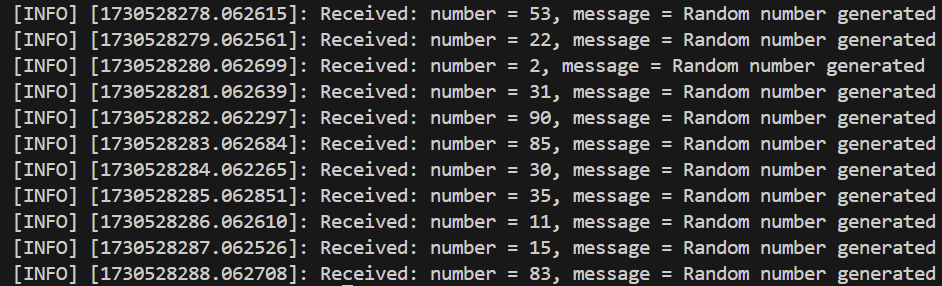 [INFO] [1730528278.062615]: Received: number = 53, message = Random number generated
[INFO] [1730528279.062561]: Received: number = 22, message = Random number generated
[INFO] [1730528280.062699]: Received: number = 2, message = Random number generated
[INFO] [1730528281.062639]: Received: number = 31, message = Random number generated
[INFO] [1730528282.062297]: Received: number = 90, message = Random number generated
[INFO] [1730528283.062684]: Received: number = 85, message = Random number generated
[INFO] [1730528284.062265]: Received: number = 30, message = Random number generated
[INFO] [1730528285.062851]: Received: number = 35, message = Random number generated
[INFO] [1730528286.062610]: Received: number = 11, message = Random number generated
[INFO] [1730528287.062526]: Received: number = 15, message = Random number generated
[INFO] [1730528288.062708]: Received: number = 83, message = Random number generated